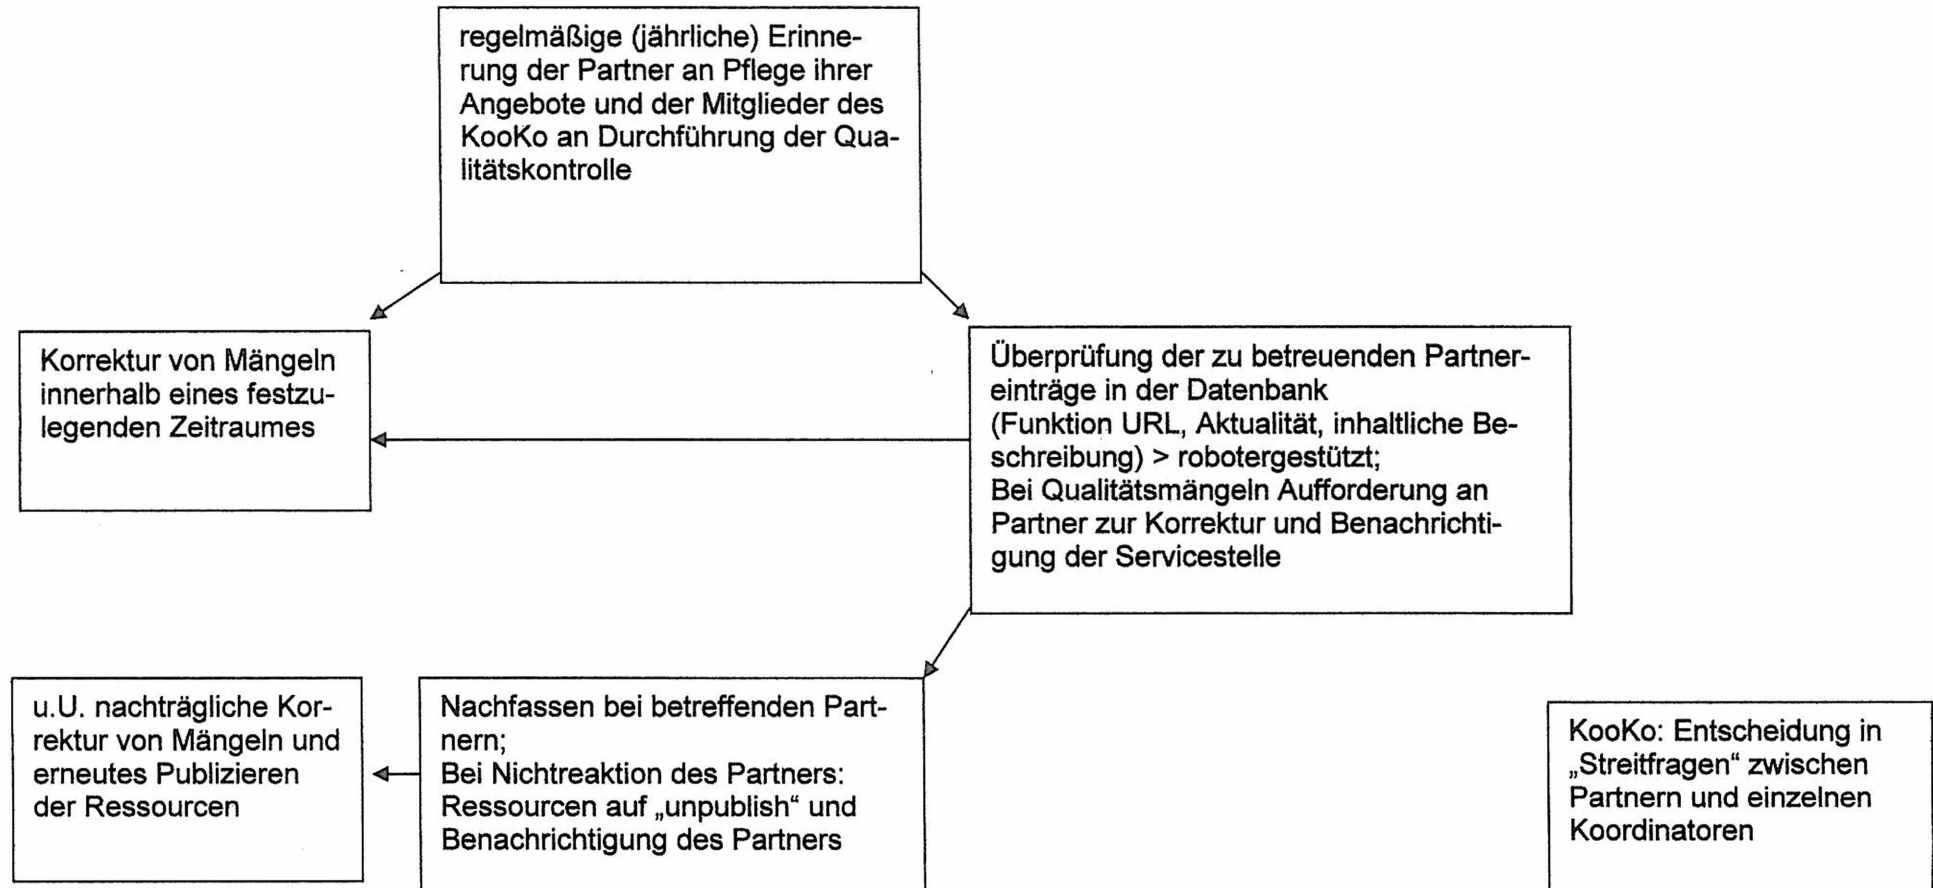 regelmäßige (jährliche) Erinne-
rung der Partner an Pflege ihrer
Angebote und der Mitglieder des
KooKo an Durchführung der Qua-
litätskontrolle
Korrektur von Mängeln
innerhalb eines festzu-
legenden Zeitraumes
Überprüfung der zu betreuenden Partner-
einträge in der Datenbank
(Funktion URL, Aktualität, inhaltliche Be-
schreibung) > robotergestützt;
Bei Qualitätsmängeln Aufforderung an
Partner zur Korrektur und Benachrichti-
gung der Servicestelle
u.U. nachträgliche Kor-
rektur von Mängeln und
erneutes Publizieren
der Ressourcen
Nachfassen bei betreffenden Part-
nern;
Bei Nichtreaktion des Partners:
Ressourcen auf „unpublish“ und
Benachrichtigung des Partners
KooKo: Entscheidung in
„Streitfragen“ zwischen
Partnern und einzelnen
Koordinatoren